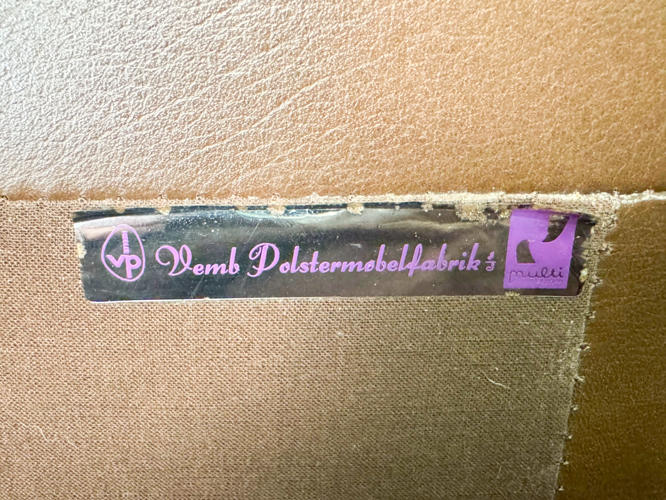 VP
Vemb Polstermøbelfabrik A/S
multi